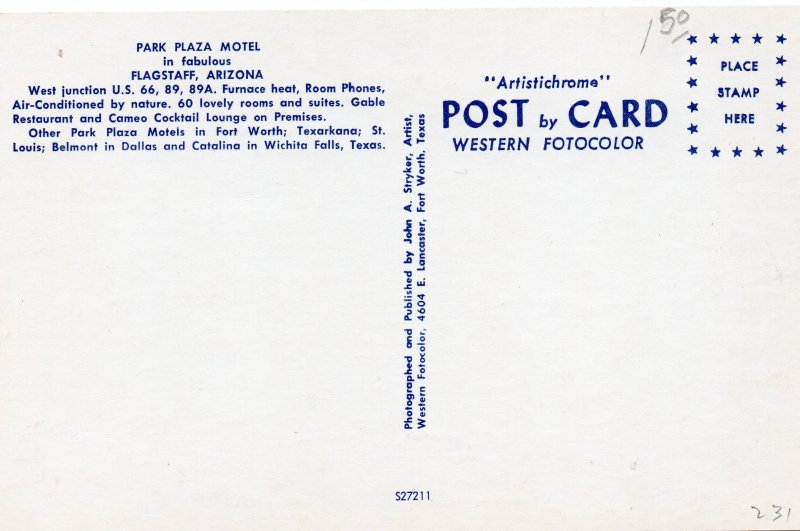 PARK PLAZA MOTEL
in fabulous
FLAGSTAFF, ARIZONA
West junction U.S. 66, 89, 89A. Furnace heat, Room Phones,
Air-Conditioned by nature. 60 lovely rooms and suites. Gable
Restaurant and Cameo Cocktail Lounge on Premises.
Other Park Plaza Motels in Fort Worth; Texarkana; St.
Louis; Belmont in Dallas and Catalina in Wichita Falls, Texas.
Photographed and Published by John A. Stryker, Artist,
Western Fotocolor, 4604 E. Lancaster, Fort Worth, Texas
S27211
150
"Artistichrome"
POST by CARD
WESTERN FOTOCOLOR
PLACE
STAMP
HERE
231